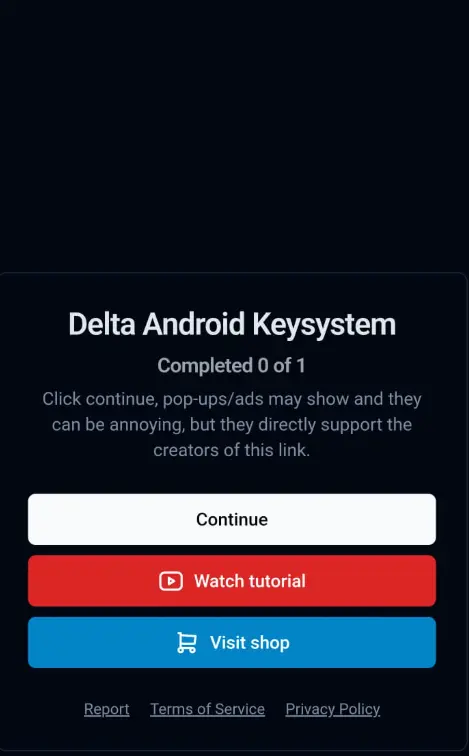 Delta Android Keysystem
Completed 0 of 1
Click continue, pop-ups/ads may show and they
can be annoying, but they directly support the
creators of this link.
Continue
Watch tutorial
Visit shop
Report Terms of Service Privacy Policy